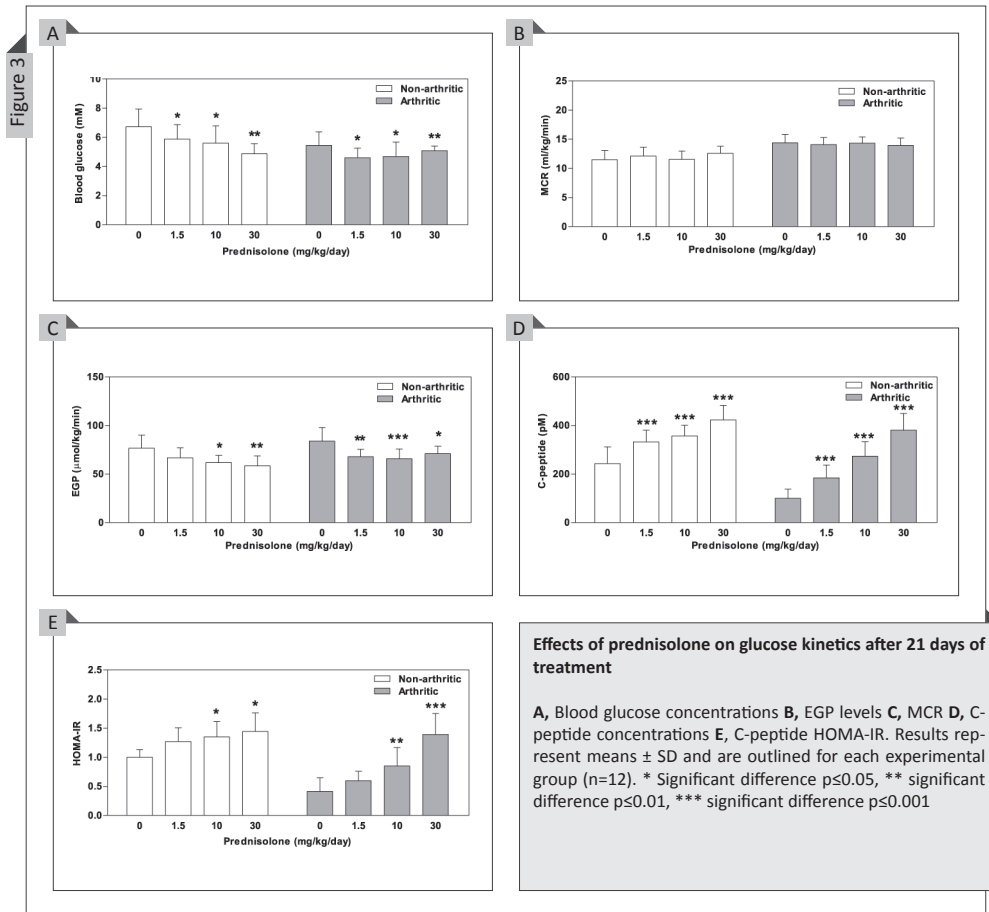 Figure 3
A
10
8
6
4
2
0
Blood glucose (mM)
Non-arthritic
Arthritic
* * ** * * **
0 1.5 10 30 0 1.5 10 30
Prednisolone (mg/kg/day)
B
25
20
15
10
5
0
MCR (ml/kg/min)
Non-arthritic
Arthritic
0 1.5 10 30 0 1.5 10 30
Prednisolone (mg/kg/day)
C
150
100
50
0
EGP (μmol/kg/min)
Non-arthritic
Arthritic
* ** ** *** *
0 1.5 10 30 0 1.5 10 30
Prednisolone (mg/kg/day)
D
600
400
200
0
C-peptide (pM)
Non-arthritic
Arthritic
*** *** *** *** *** ***
0 1.5 10 30 0 1.5 10 30
Prednisolone (mg/kg/day)
E
2.5
2.0
1.5
1.0
0.5
0.0
HOMA-IR
Non-arthritic
Arthritic
* * ** ***
0 1.5 10 30 0 1.5 10 30
Prednisolone (mg/kg/day)
Effects of prednisolone on glucose kinetics after 21 days of
treatment
A, Blood glucose concentrations B, EGP levels C, MCR D, C-
peptide concentrations E, C-peptide HOMA-IR. Results rep-
resent means ± SD and are outlined for each experimental
group (n=12). * Significant difference p≤0.05, ** significant
difference p≤0.01, *** significant difference p≤0.001